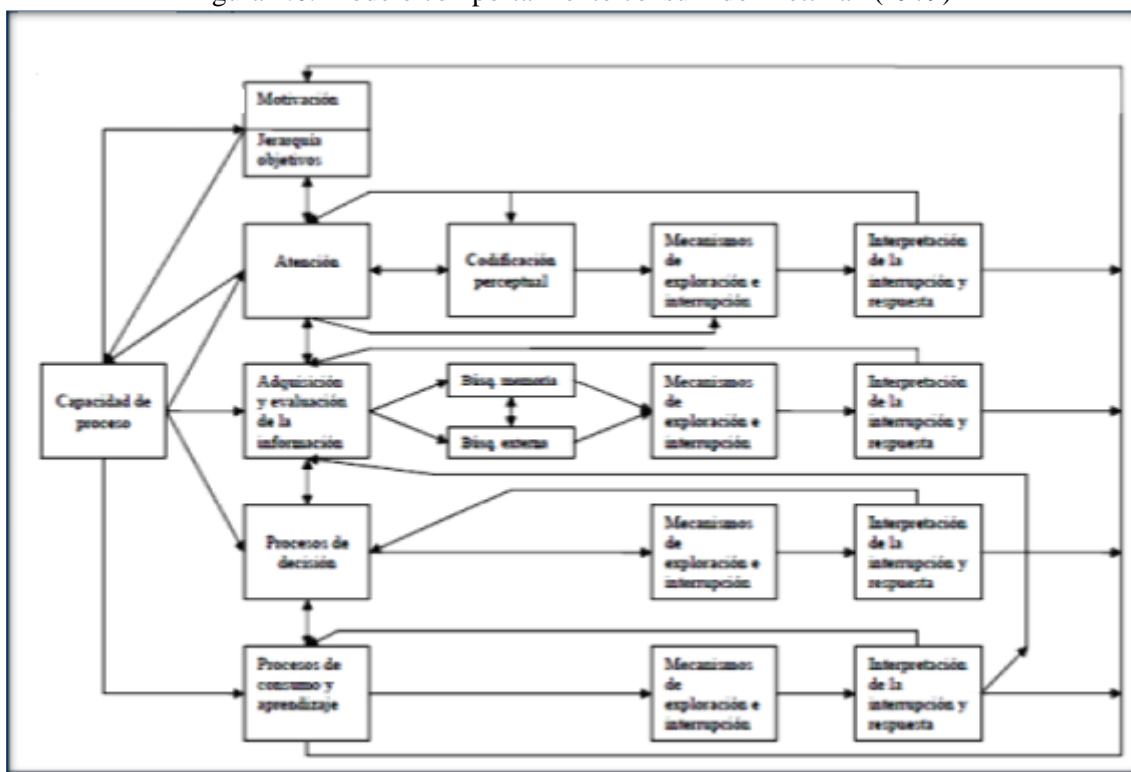 Motivación
Jerarquía
objetivos
Atención
Codificación
perceptual
Mecanismos
de
exploración e
interrupción
Interpretación
de la
interrupción y
respuesta
Capacidad de
proceso
Adquisición
y evaluación
de la
información
Búsq. memoria
Búsq. externa
Mecanismos
de
exploración e
interrupción
Interpretación
de la
interrupción y
respuesta
Procesos de
decisión
Mecanismos
de
exploración e
interrupción
Interpretación
de la
interrupción y
respuesta
Procesos de
consumo y
aprendizaje
Mecanismos
de
exploración e
interrupción
Interpretación
de la
interrupción y
respuesta